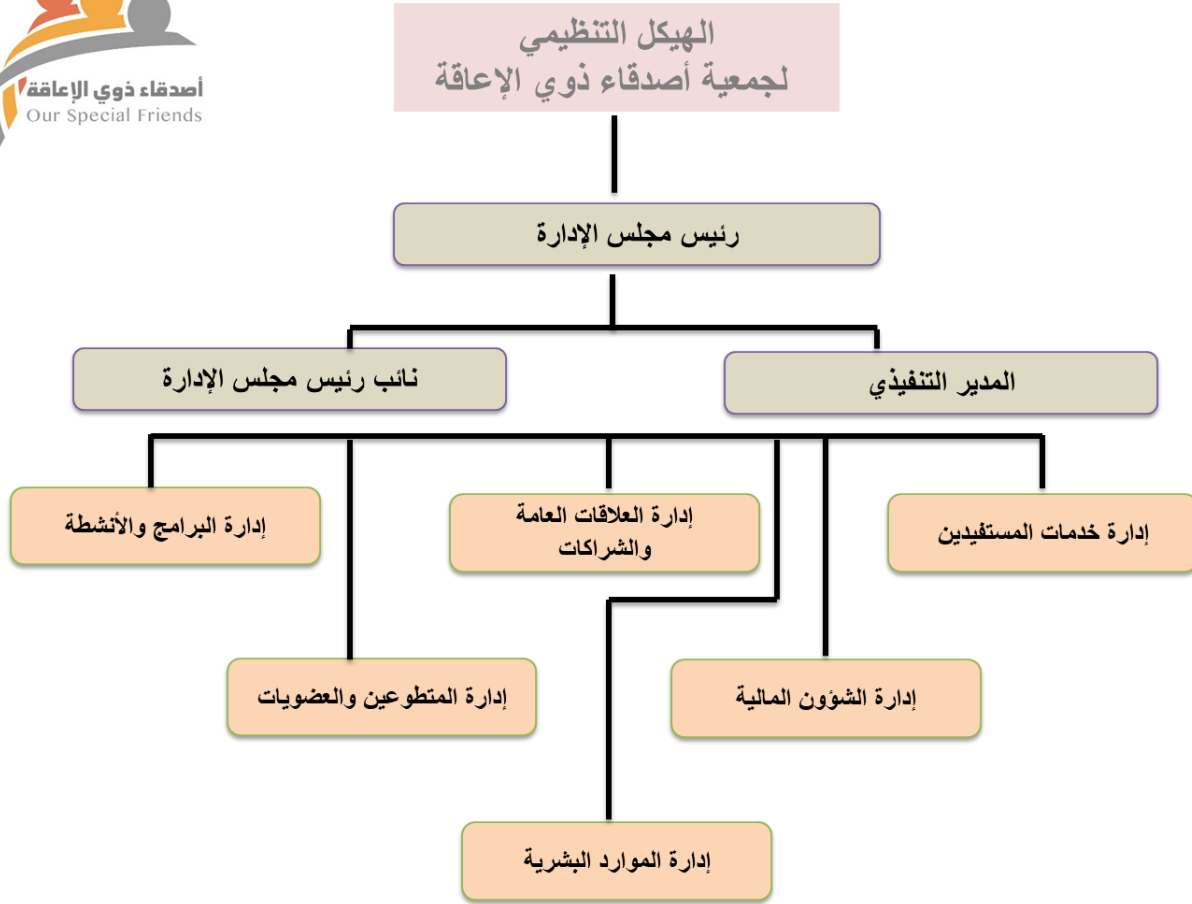 أصدقاء ذوي الإعاقة
Our Special Friends
الهيكل التنظيمي
لجمعية أصدقاء ذوي الإعاقة
رئيس مجلس الإدارة
المدير التنفيذي
نائب رئيس مجلس الإدارة
إدارة خدمات المستفيدين
إدارة العلاقات العامة
والشراكات
إدارة البرامج والأنشطة
إدارة الشؤون المالية
إدارة المتطوعين والعضويات
إدارة الموارد البشرية